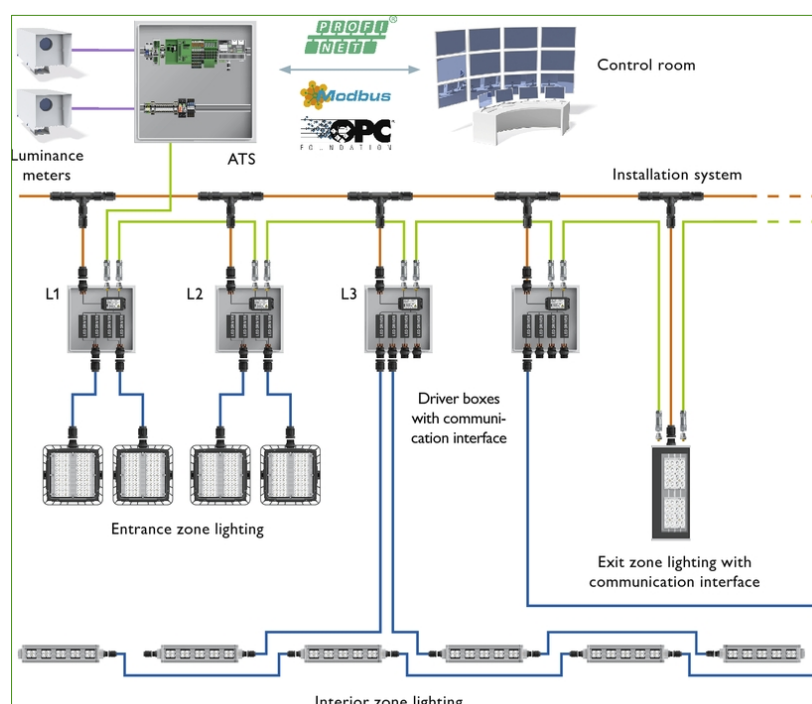 PROFI
NET
Modbus
OPC
FOUNDATION
Control room
Luminance
meters
ATS
Installation system
L1
L2
L3
Driver boxes
with communi-
cation interface
Entrance zone lighting
Exit zone lighting with
communication interface
Interior zone lighting